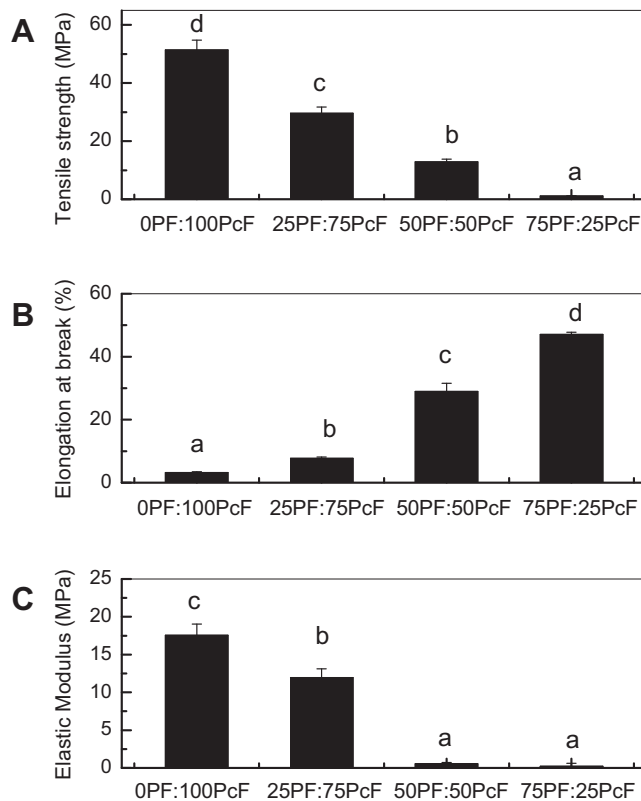 A
Tensile strength (MPa)
60
40
20
0
d
c
b
a
0PF:100PcF 25PF:75PcF 50PF:50PcF 75PF:25PcF
B
Elongation at break (%)
60
40
20
0
a
b
c
d
0PF:100PcF 25PF:75PcF 50PF:50PcF 75PF:25PcF
C
Elastic Modulus (MPa)
25
20
15
10
5
0
c
b
a
a
0PF:100PcF 25PF:75PcF 50PF:50PcF 75PF:25PcF